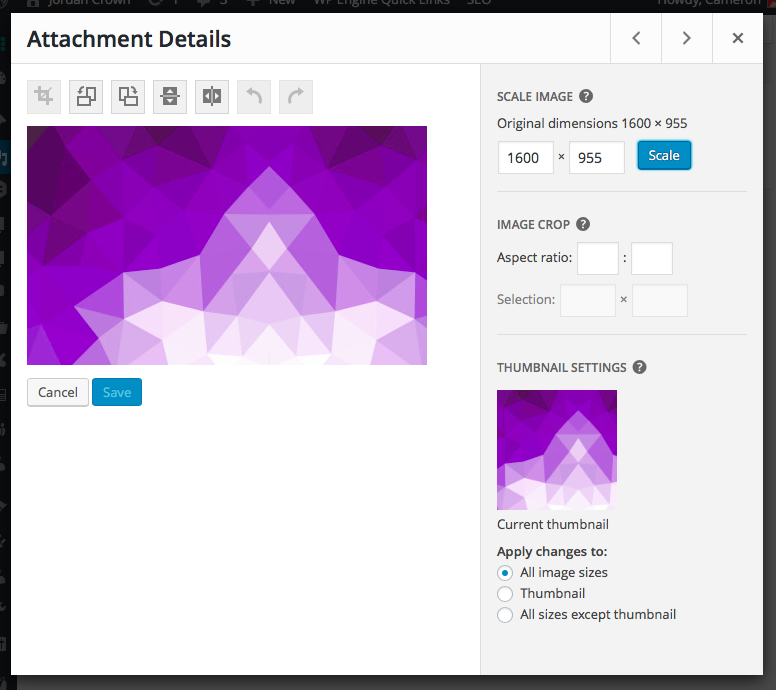 Jordan Crown 1 3 New WP Engine Quick Links SEO Howdy, Cameron
Attachment Details
SCALE IMAGE ?
Original dimensions 1600 × 955
1600 × 955 Scale
IMAGE CROP ?
Aspect ratio: :
Selection: ×
THUMBNAIL SETTINGS ?
Cancel Save
Current thumbnail
Apply changes to:
All image sizes
Thumbnail
All sizes except thumbnail